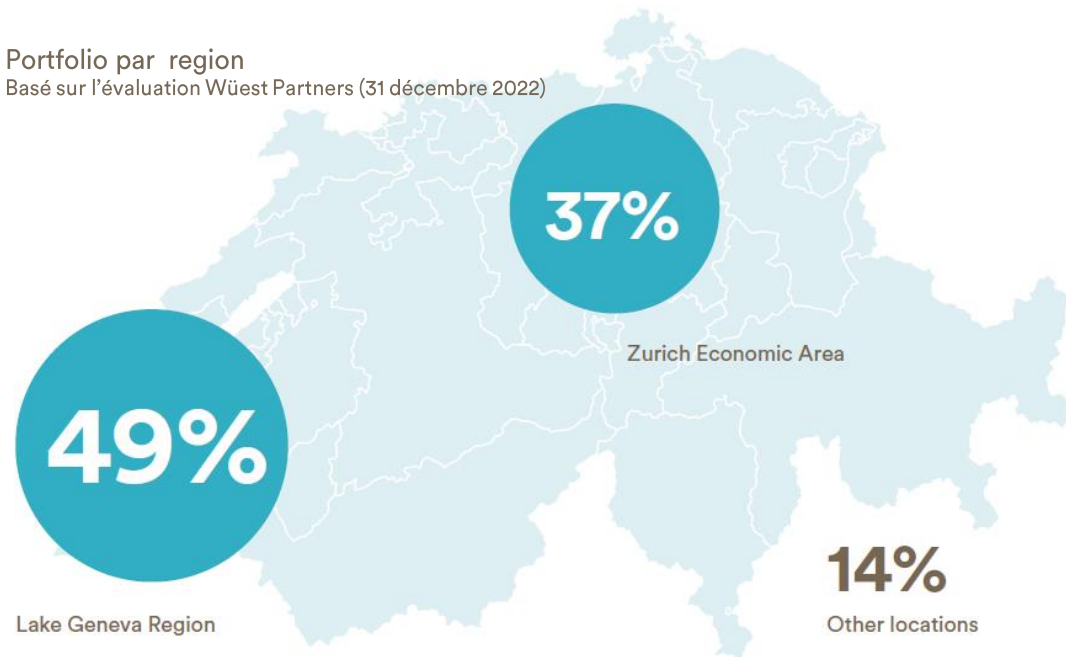 Portfolio par region
Basé sur l'évaluation Wüest Partners (31 décembre 2022)
37%
Zurich Economic Area
49%
Lake Geneva Region
14%
Other locations